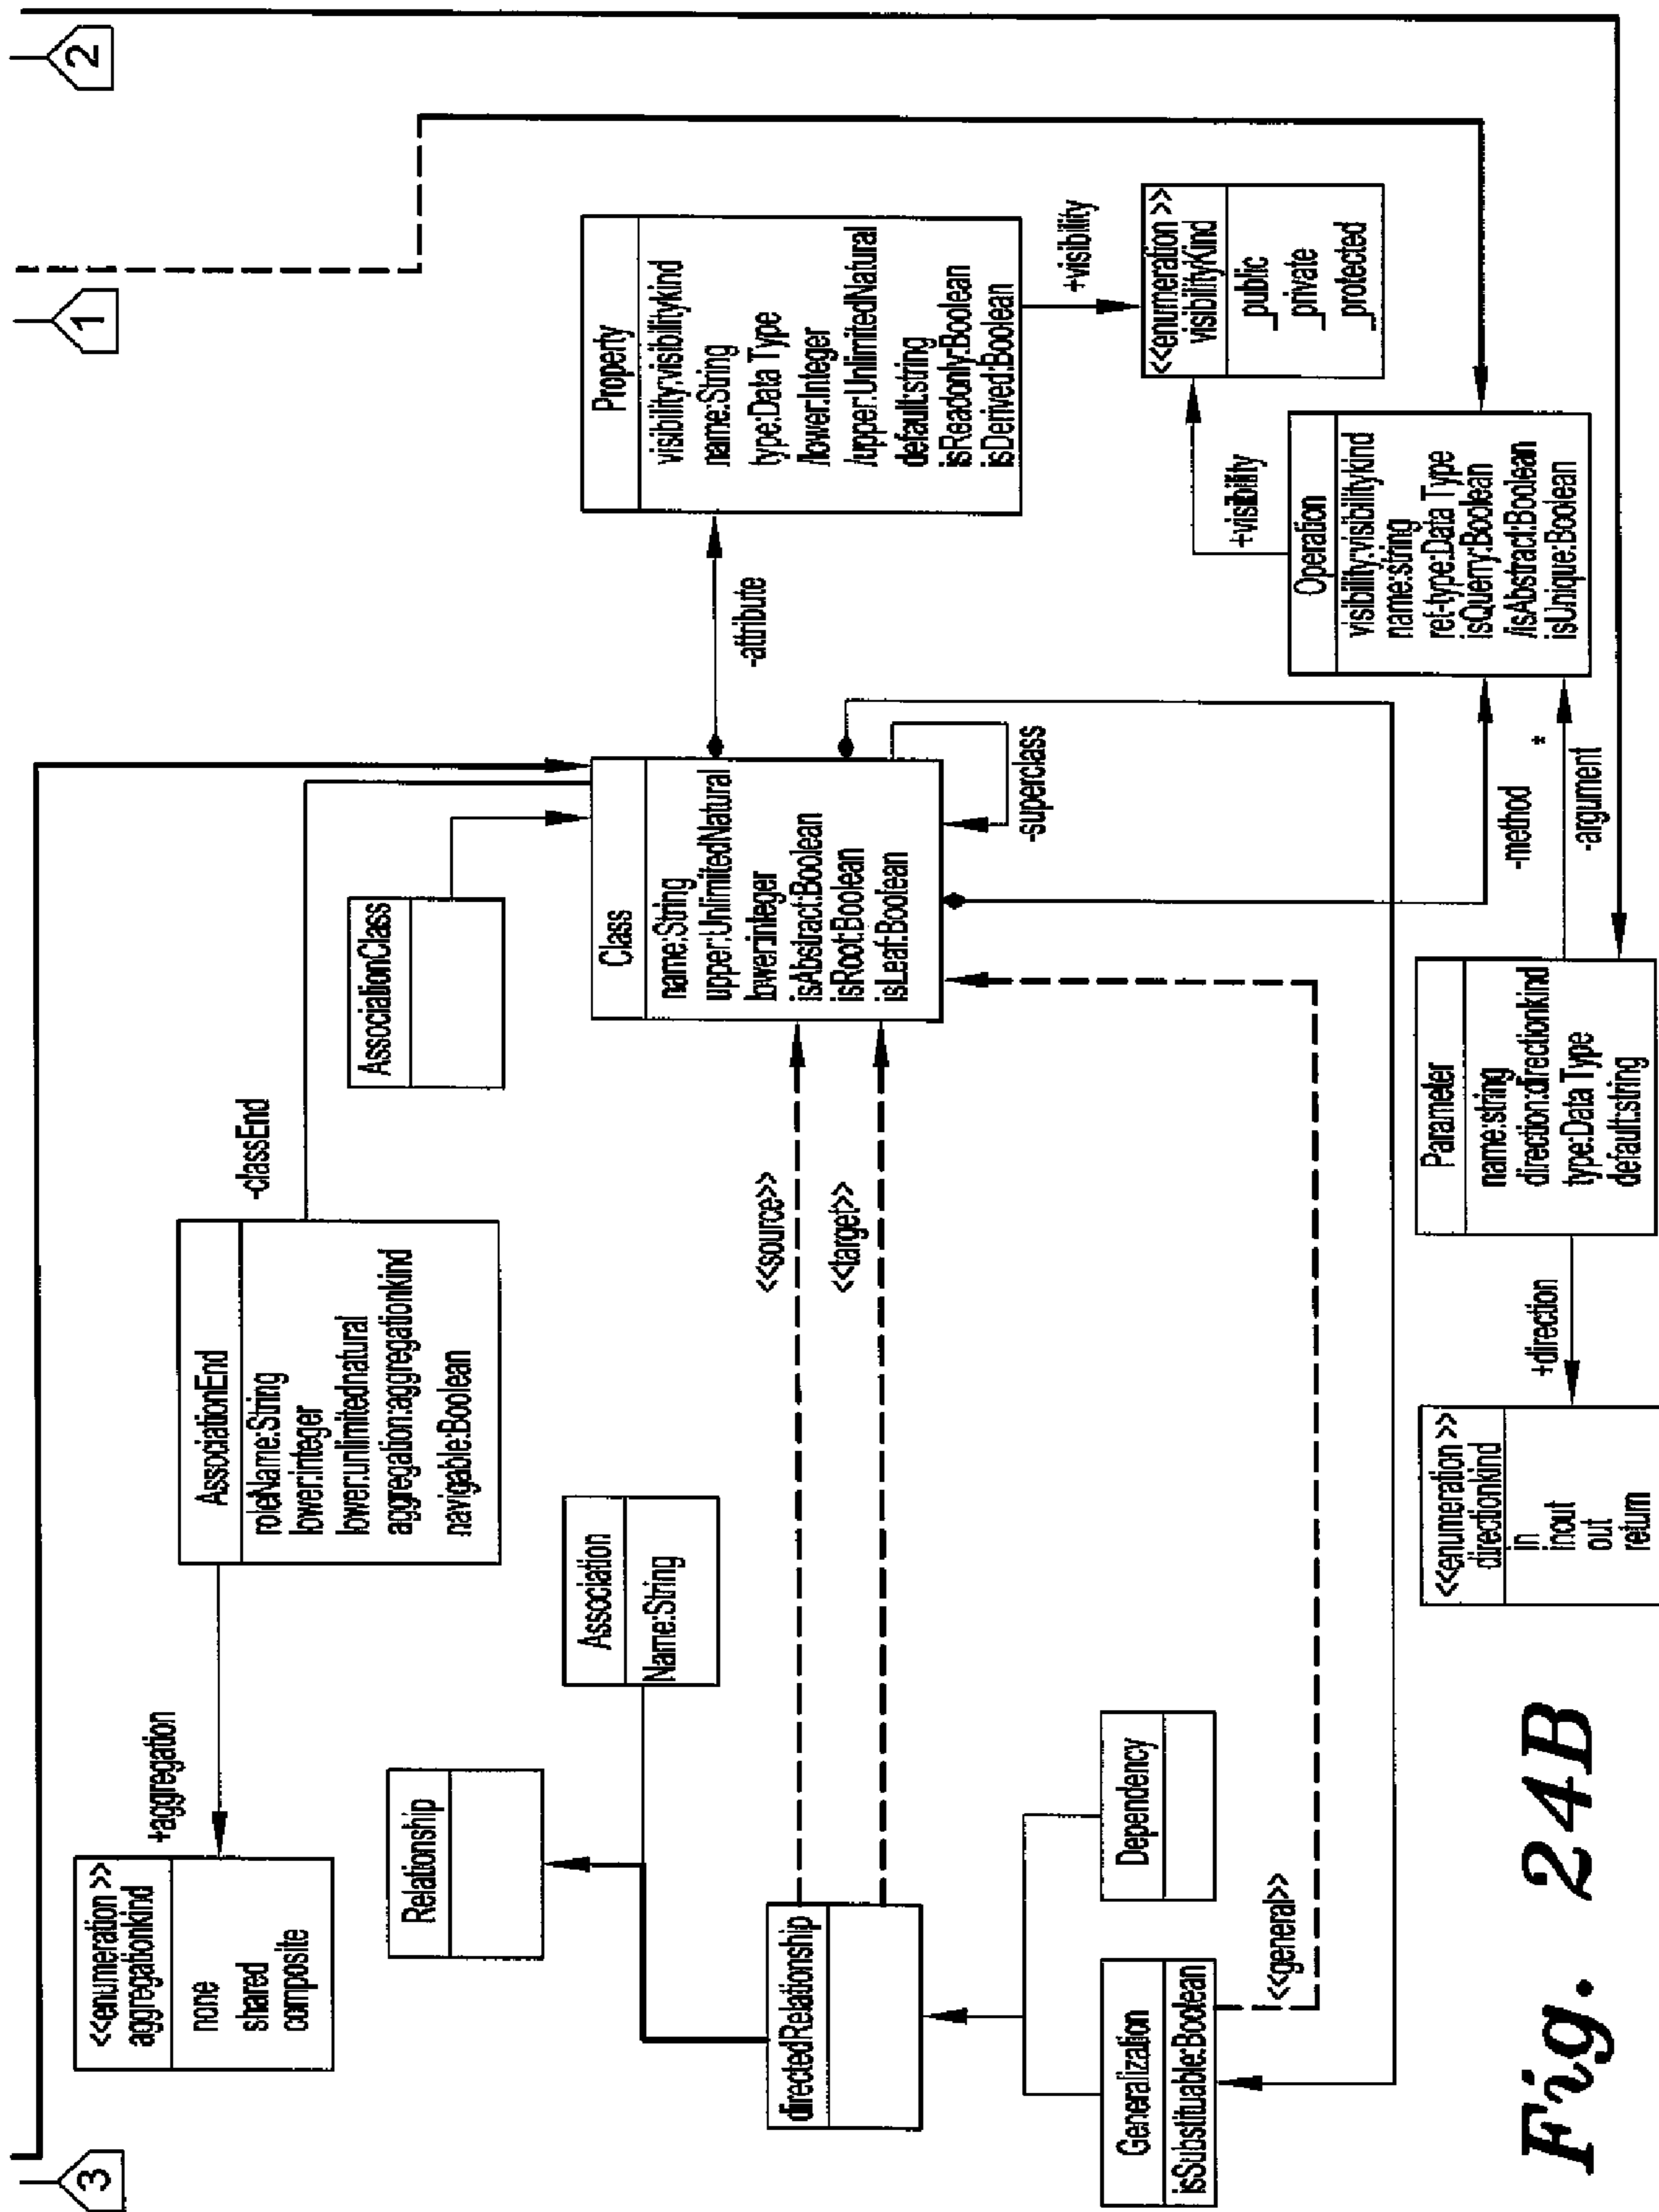 3
1
2
<<enumeration >>
aggregationkind
none
shared
composite
+aggregation
AssociationEnd
roleName:String
lower:integer
lower:unlimitednatural
aggregation:aggregationkind
navigable:Boolean
-classEnd
AssociationClass
Relationship
Association
Name:String
Class
name:String
upper:UnlimitedNatural
lower:integer
isAbstract:Boolean
isRoot:Boolean
isLeaf:Boolean
-superclass
-attribute
Property
visibility:visibilitykind
name:String
type:Data Type
/lower:Integer
/upper:UnlimitedNatural
default:string
isReadonly:Boolean
isDerived:Boolean
+visibility
<<source>>
<<target>>
directedRelationship
Dependency
Generalization
isSubstituable:Boolean
<<general>>
<<enumeration >>
visibilityKind
_public
_private
_protected
+visibility
Operation
visibility:visibilitykind
name:string
ret-type:Data Type
isQuerry:Boolean
/isAbstract:Boolean
isUnique:Boolean
-method
*
-argument
Parameter
name:string
direction:directionkind
type:Data Type
default:string
+direction
<<enumeration >>
directionkind
in
inout
out
return
Fig. 24B